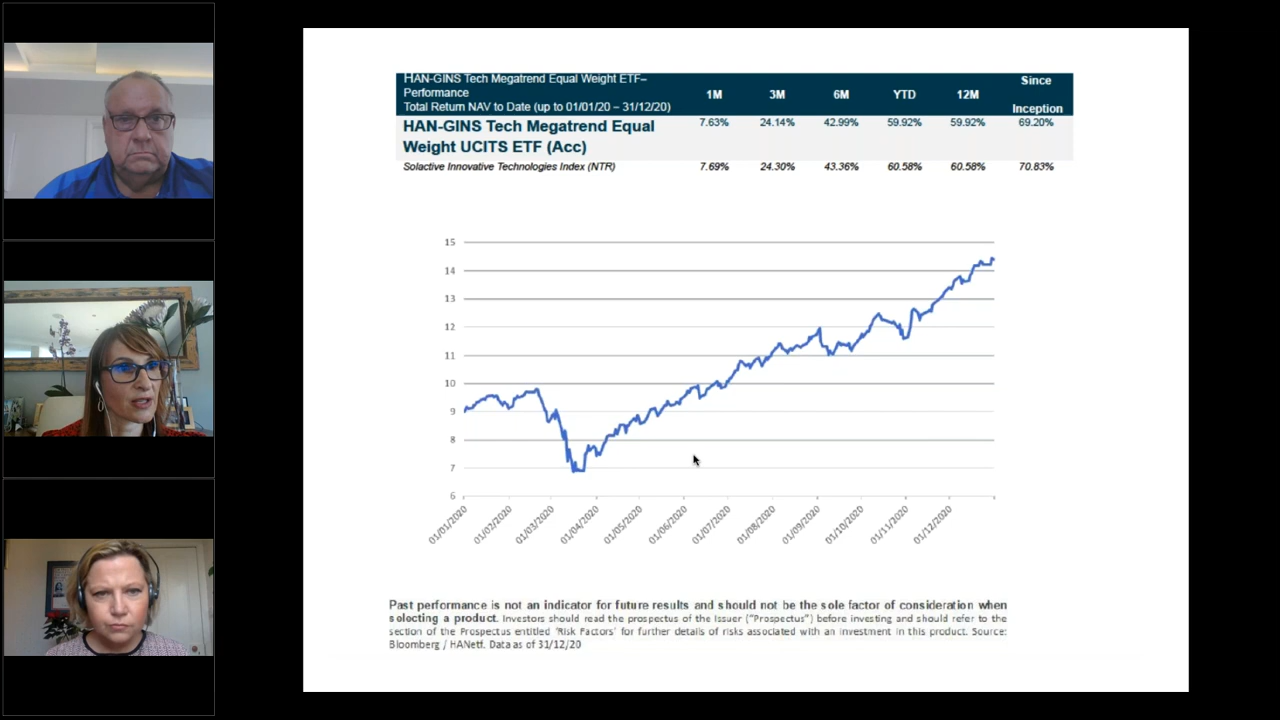 HAN-GINS Tech Megatrend Equal Weight ETF–
Performance
Total Return NAV to Date (up to 01/01/20 – 31/12/20)
1M 3M 6M YTD 12M Since Inception
HAN-GINS Tech Megatrend Equal
Weight UCITS ETF (Acc)
7.63% 24.14% 42.99% 59.92% 59.92% 69.20%
Solactive Innovative Technologies Index (NTR) 7.69% 24.30% 43.36% 60.58% 60.58% 70.83%
15
14
13
12
11
10
9
8
7
6
01/01/2020 01/02/2020 01/03/2020 01/04/2020 01/05/2020 01/06/2020 01/07/2020 01/08/2020 01/09/2020 01/10/2020 01/11/2020 01/12/2020
Past performance is not an indicator for future results and should not be the sole factor of consideration when
selecting a product. Investors should read the prospectus of the Issuer (“Prospectus”) before investing and should refer to the
section of the Prospectus entitled ‘Risk Factors’ for further details of risks associated with an investment in this product. Source:
Bloomberg / HANetf. Data as of 31/12/20